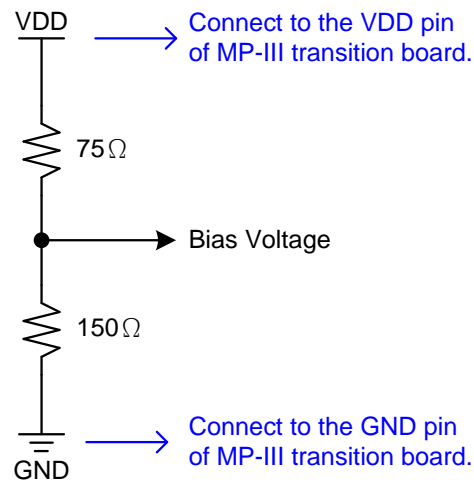 VDD
Connect to the VDD pin
of MP-III transition board.
75Ω
Bias Voltage
150Ω
Connect to the GND pin
of MP-III transition board.
GND